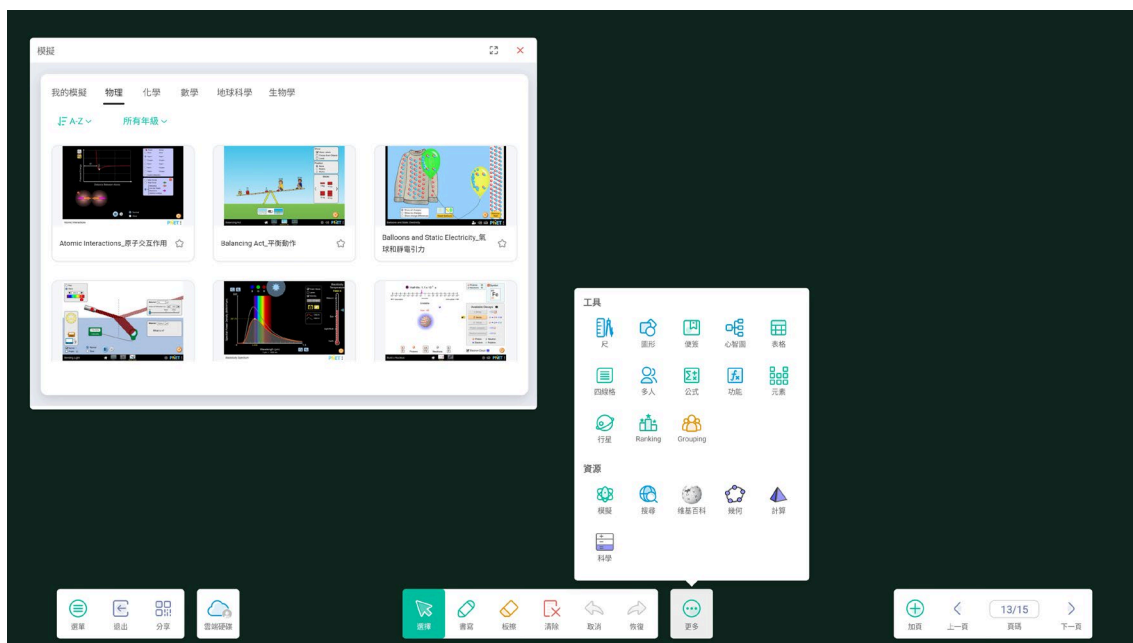 模擬
我的模擬 物理 化學 數學 地球科學 生物學
A-Z 所有年級
Atomic Interactions_原子交互作用
Balancing Act_平衡動作
Balloons and Static Electricity_氣
球和靜電引力
工具
尺 圖形 便簽 心智圖 表格
四線格 多人 公式 功能 元素
行星 Ranking Grouping
資源
模擬 搜尋 維基百科 幾何 計算
科學
選單 退出 分享 雲端硬碟 選擇 書寫 板擦 清除 取消 恢復 更多 加頁 上一頁 13/15 頁碼 下一頁